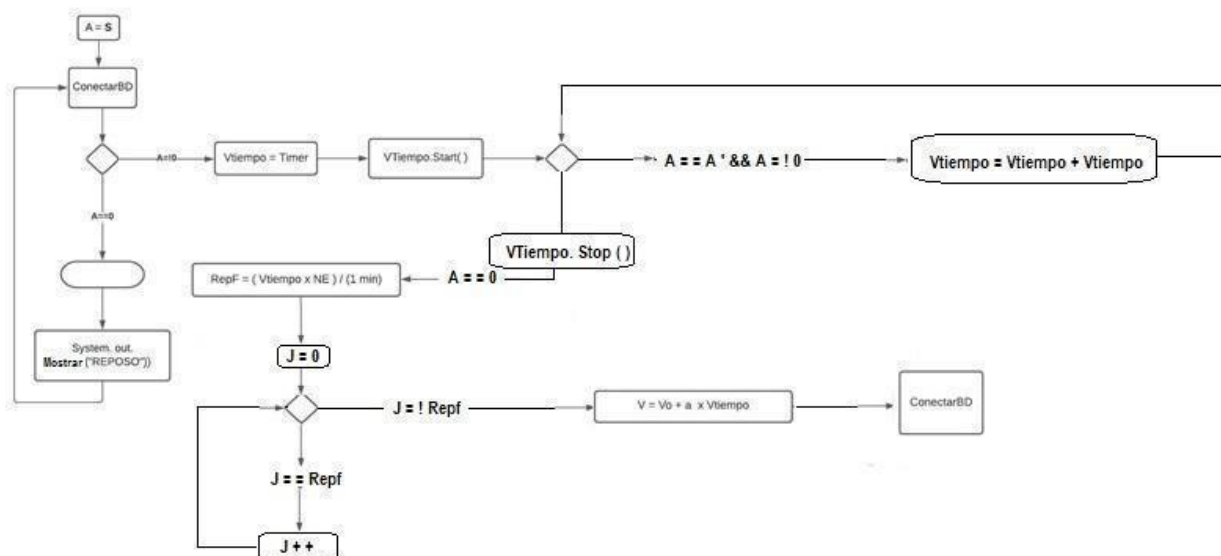 A = S
ConectarBD
A=!0
Vtiempo = Timer
VTiempo.Start( )
A = = A ' && A = ! 0
Vtiempo = Vtiempo + Vtiempo
A==0
VTiempo. Stop ( )
RepF = ( Vtiempo x NE ) / (1 min)
A = = 0
System. out.
Mostrar ("REPOSO"))
J = 0
J = ! Repf
V = Vo + a x Vtiempo
ConectarBD
J = = Repf
J + +